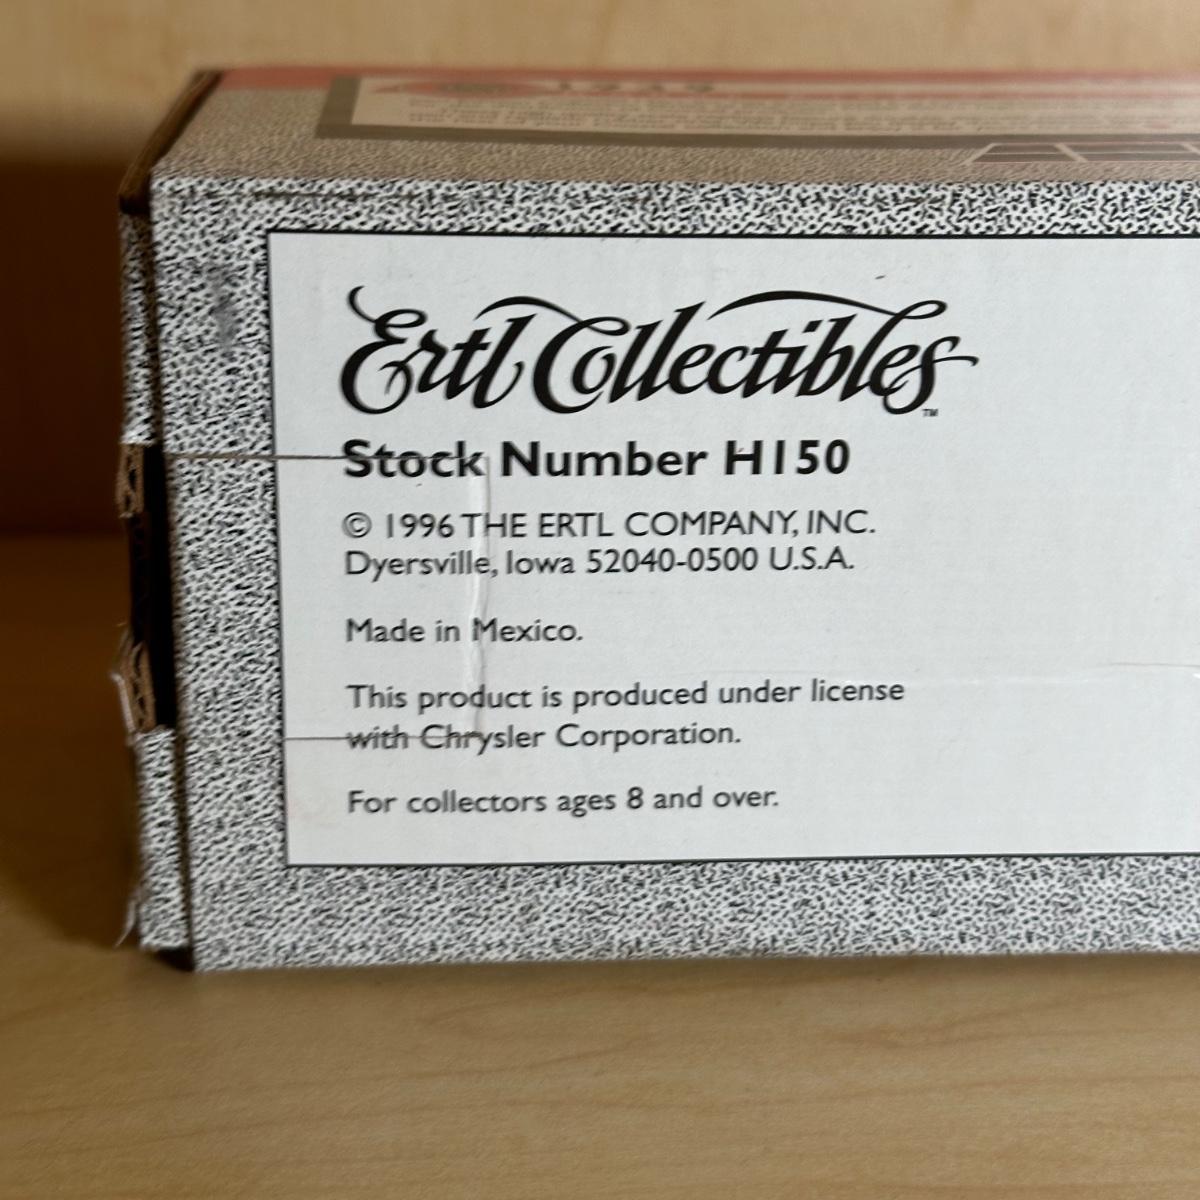 Ertl Collectibles™
Stock Number H150
© 1996 THE ERTL COMPANY, INC.
Dyersville, Iowa 52040-0500 U.S.A.
Made in Mexico.
This product is produced under license
with Chrysler Corporation.
For collectors ages 8 and over.